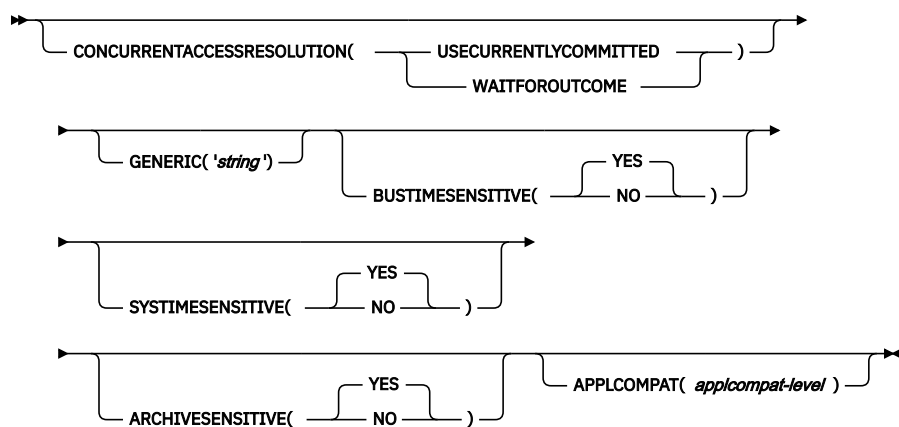 CONCURRENTACCESSRESOLUTION( USECURRENTLYCOMMITTED )
WAITFOROUTCOME
GENERIC( 'string' )
YES
BUSTIMESENSITIVE( NO )
YES
SYSTIMESENSITIVE( NO )
YES
ARCHIVESENSITIVE( NO )
APPLCOMPAT( applcompat-level )